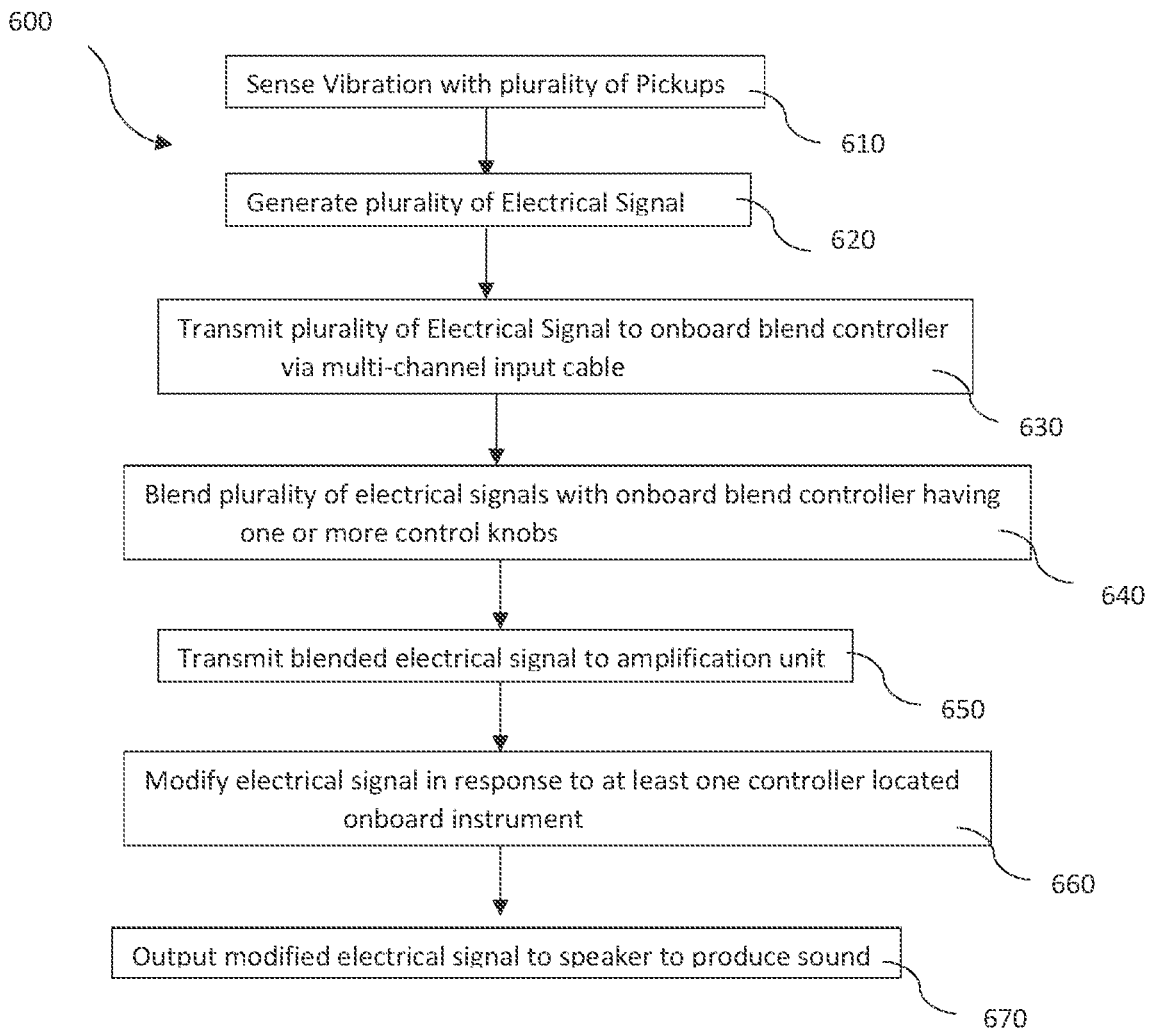 600
Sense Vibration with plurality of Pickups
610
Generate plurality of Electrical Signal
620
Transmit plurality of Electrical Signal to onboard blend controller
via multi-channel input cable
630
Blend plurality of electrical signals with onboard blend controller having
one or more control knobs
640
Transmit blended electrical signal to amplification unit
650
Modify electrical signal in response to at least one controller located
onboard instrument
660
Output modified electrical signal to speaker to produce sound
670